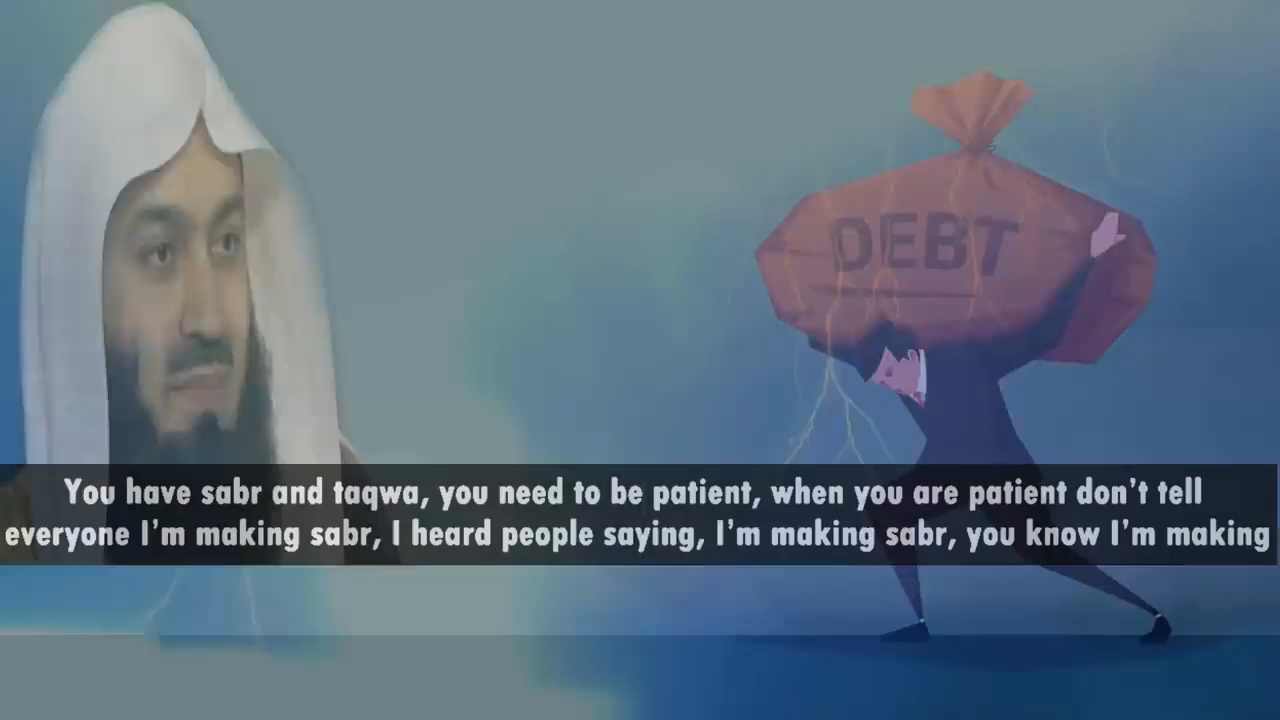 DEBT
You have sabr and taqwa, you need to be patient, when you are patient don't tell
everyone I'm making sabr, I heard people saying, I'm making sabr, you know I'm making